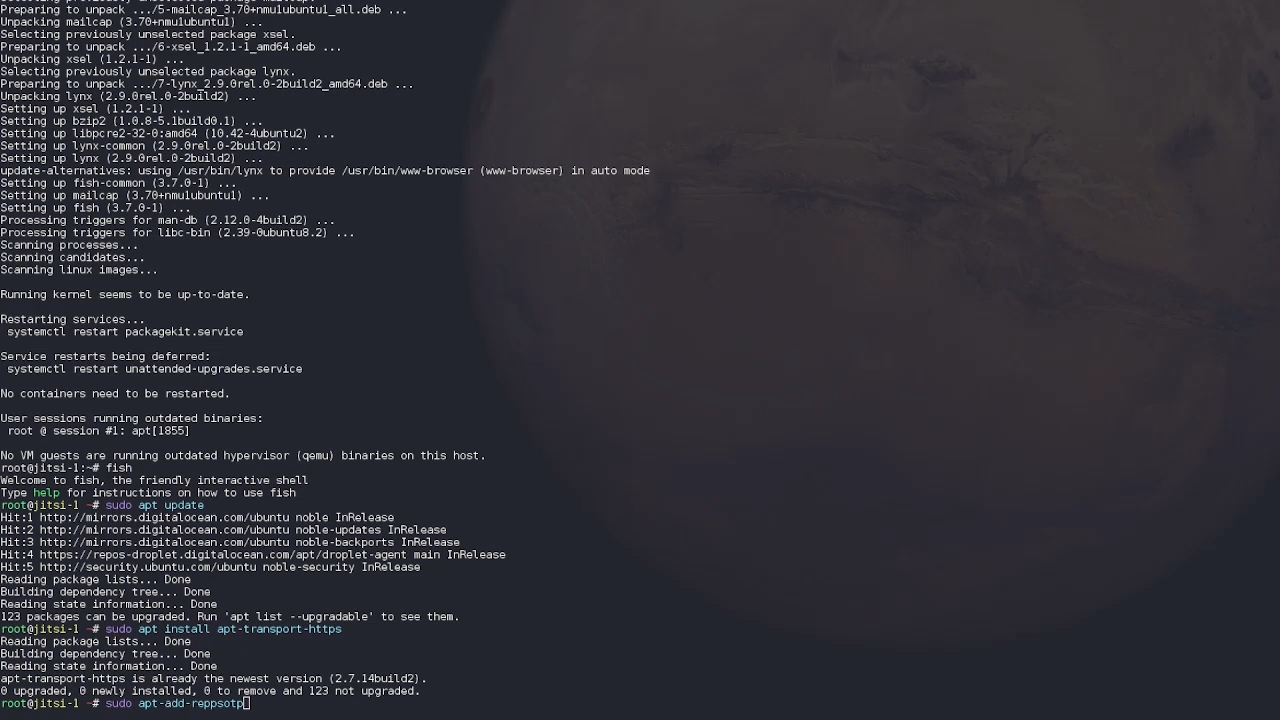 Preparing to unpack .../5-mailcap_3.70+nmu1ubuntu1_all.deb ...
Unpacking mailcap (3.70+nmu1ubuntu1) ...
Selecting previously unselected package xsel.
Preparing to unpack .../6-xsel_1.2.1-1_amd64.deb ...
Unpacking xsel (1.2.1-1) ...
Selecting previously unselected package lynx.
Preparing to unpack .../7-lynx_2.9.0rel.0-2build2_amd64.deb ...
Unpacking lynx (2.9.0rel.0-2build2) ...
Setting up xsel (1.2.1-1) ...
Setting up bzip2 (1.0.8-5.1build0.1) ...
Setting up libpcre2-32-0:amd64 (10.42-4ubuntu2) ...
Setting up lynx-common (2.9.0rel.0-2build2) ...
Setting up lynx (2.9.0rel.0-2build2) ...
update-alternatives: using /usr/bin/lynx to provide /usr/bin/www-browser (www-browser) in auto mode
Setting up fish-common (3.7.0-1) ...
Setting up mailcap (3.70+nmu1ubuntu1) ...
Setting up fish (3.7.0-1) ...
Processing triggers for man-db (2.12.0-4build2) ...
Processing triggers for libc-bin (2.39-0ubuntu8.2) ...
Scanning processes...
Scanning candidates...
Scanning linux images...
Running kernel seems to be up-to-date.
Restarting services...
systemctl restart packagekit.service
Service restarts being deferred:
systemctl restart unattended-upgrades.service
No containers need to be restarted.
User sessions running outdated binaries:
root @ session #1: apt[1855]
No VM guests are running outdated hypervisor (qemu) binaries on this host.
root@jitsi-1:~# fish
Welcome to fish, the friendly interactive shell
Type help for instructions on how to use fish
root@jitsi-1 ~# sudo apt update
Hit:1 http://mirrors.digitalocean.com/ubuntu noble InRelease
Hit:2 http://mirrors.digitalocean.com/ubuntu noble-updates InRelease
Hit:3 http://mirrors.digitalocean.com/ubuntu noble-backports InRelease
Hit:4 https://repos-droplet.digitalocean.com/apt/droplet-agent main InRelease
Hit:5 http://security.ubuntu.com/ubuntu noble-security InRelease
Reading package lists... Done
Building dependency tree... Done
Reading state information... Done
123 packages can be upgraded. Run 'apt list --upgradable' to see them.
root@jitsi-1 ~# sudo apt install apt-transport-https
Reading package lists... Done
Building dependency tree... Done
Reading state information... Done
apt-transport-https is already the newest version (2.7.14build2).
0 upgraded, 0 newly installed, 0 to remove and 123 not upgraded.
root@jitsi-1 ~# sudo apt-add-reppsotp